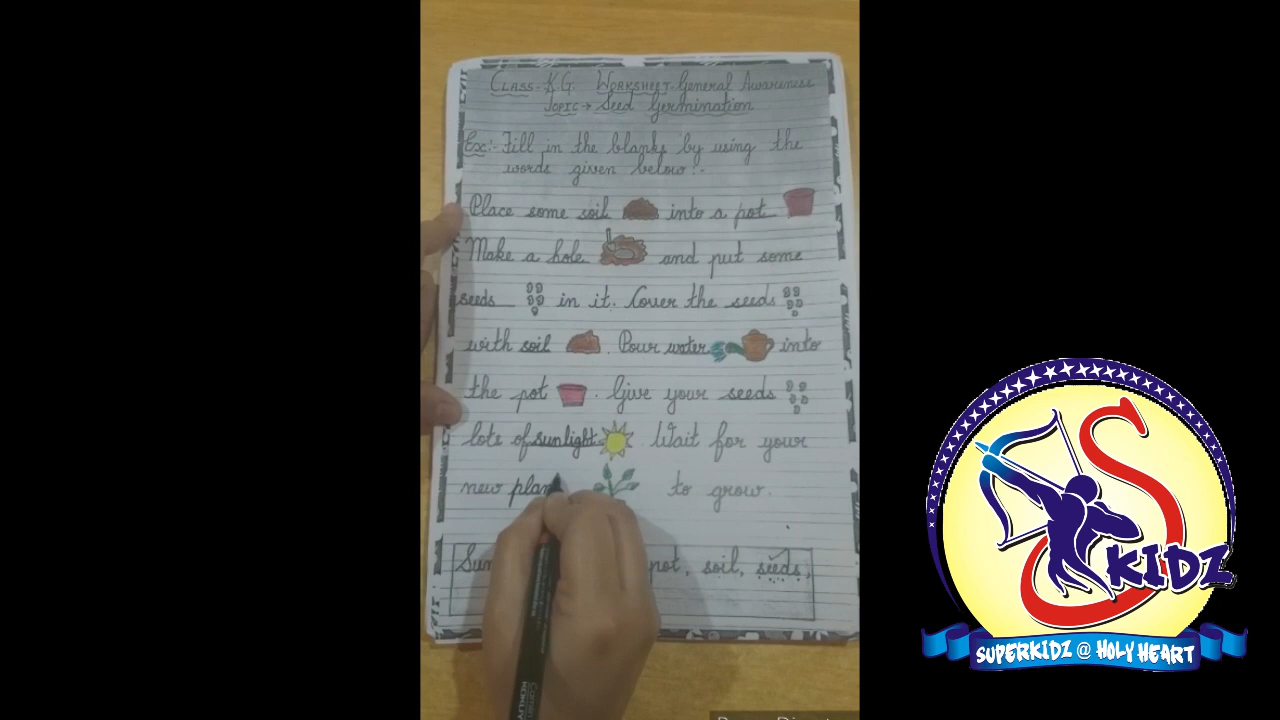 CLASS-K.G. WORKSHEET-General Awareness
TOPIC → Seed Germination
Ex:- Fill in the blanks by using the
words given below:-
Place some soil into a pot
Make a hole and put some
seeds in it. Cover the seeds
with soil. Pour water into
the pot. Give your seeds
lots of sunlight Wait for your
new plan to grow.
Sun pot, soil, seeds,
S KIDZ
SUPERKIDZ @ HOLY HEART